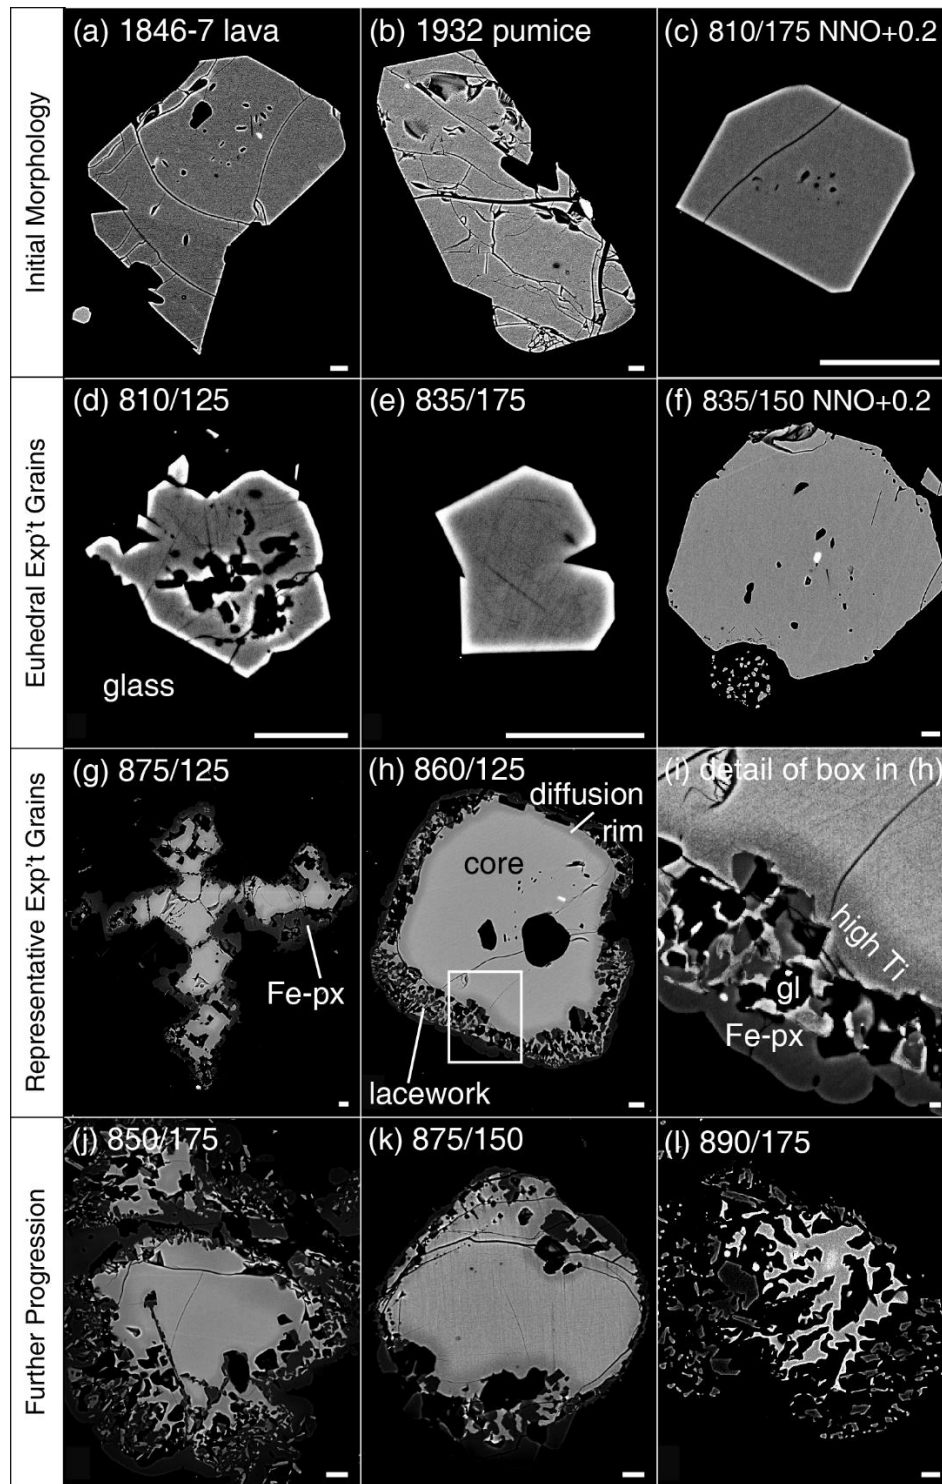 Initial Morphology
(a) 1846-7 lava
(b) 1932 pumice
(c) 810/175 NNO+0.2
Euhedral Exp't Grains
(d) 810/125
glass
(e) 835/175
(f) 835/150 NNO+0.2
Representative Exp't Grains
(g) 875/125
Fe-px
(h) 860/125
diffusion
rim
core
lacework
(i) detail of box in (h)
high Ti
gl
Fe-px
Further Progression
(j) 850/175
(k) 875/150
(l) 890/175